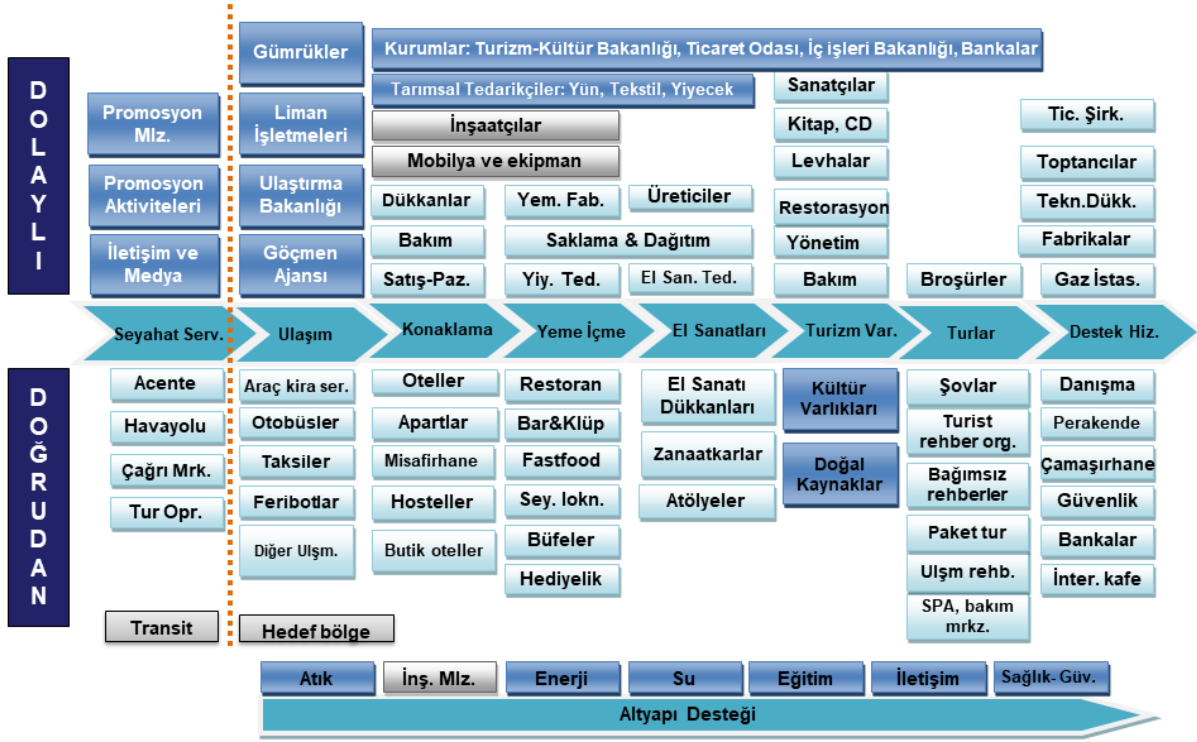 DOLAYLI
Gümrükler
Kurumlar: Turizm-Kültür Bakanlığı, Ticaret Odası, İç işleri Bakanlığı, Bankalar
Promosyon
Mlz.
Promosyon
Aktiviteleri
İletişim ve
Medya
Liman
İşletmeleri
Ulaştırma
Bakanlığı
Göçmen
Ajansı
Tarımsal Tedarikçiler: Yün, Tekstil, Yiyecek
İnşaatçılar
Mobilya ve ekipman
Dükkanlar
Bakım
Satış-Paz.
Yem. Fab.
Saklama & Dağıtım
Yiy. Ted.
Üreticiler
El San. Ted.
Sanatçılar
Kitap, CD
Levhalar
Restorasyon
Yönetim
Bakım
Broşürler
Tic. Şirk.
Toptancılar
Tekn.Dükk.
Fabrikalar
Gaz İstas.
Seyahat Serv.
Ulaşım
Konaklama
Yeme İçme
El Sanatları
Turizm Var.
Turlar
Destek Hiz.
DOĞRUDAN
Acente
Havayolu
Çağrı Mrk.
Tur Opr.
Araç kira ser.
Otobüsler
Taksiler
Feribotlar
Diğer Ulşm.
Oteller
Apartlar
Misafirhane
Hosteller
Butik oteller
Restoran
Bar&Klüp
Fastfood
Sey. lokn.
Büfeler
Hediyelik
El Sanatı
Dükkanları
Zanaatkarlar
Atölyeler
Kültür
Varlıkları
Doğal
Kaynaklar
Şovlar
Turist
rehber org.
Bağımsız
rehberler
Paket tur
Ulşm rehb.
SPA, bakım
mrkz.
Danışma
Perakende
Çamaşırhane
Güvenlik
Bankalar
İnter. kafe
Transit
Hedef bölge
Atık
İnş. Mlz.
Enerji
Su
Eğitim
İletişim
Sağlık- Güv.
Altyapı Desteği